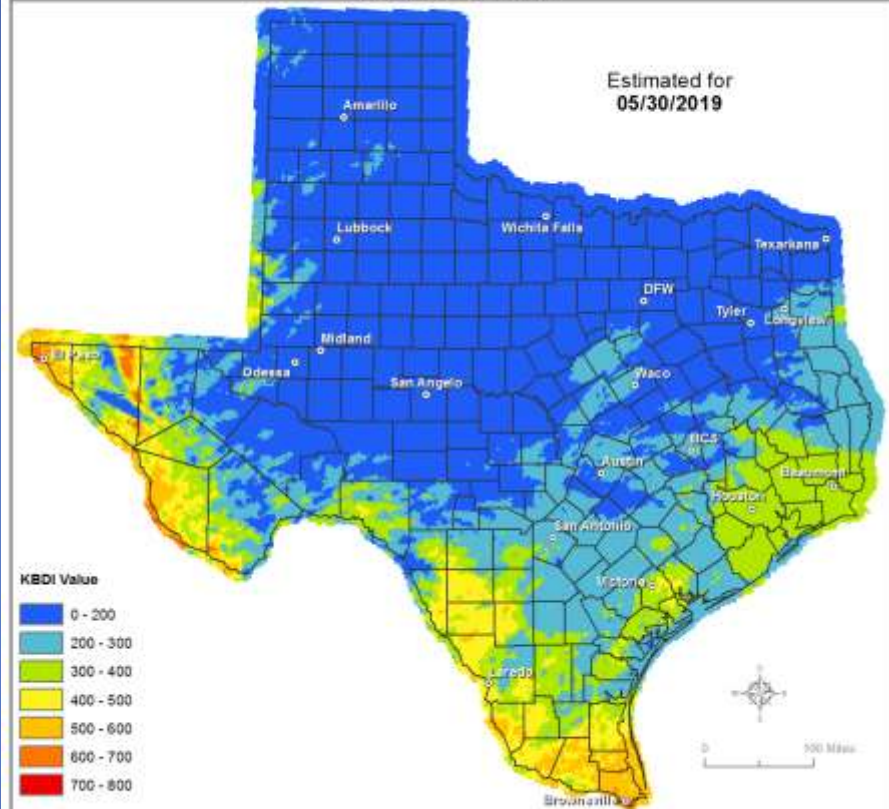 Estimated for
05/30/2019
Amarillo
Lubbock
Wichita Falls
Texarkana
DFW
Tyler
Longview
Midland
El Paso
Odessa
San Angelo
Waco
BCS
Austin
Beaumont
Houston
San Antonio
Victoria
Laredo
Brownsville
KBDI Value
0 - 200
200 - 300
300 - 400
400 - 500
500 - 600
600 - 700
700 - 800
0
Miles